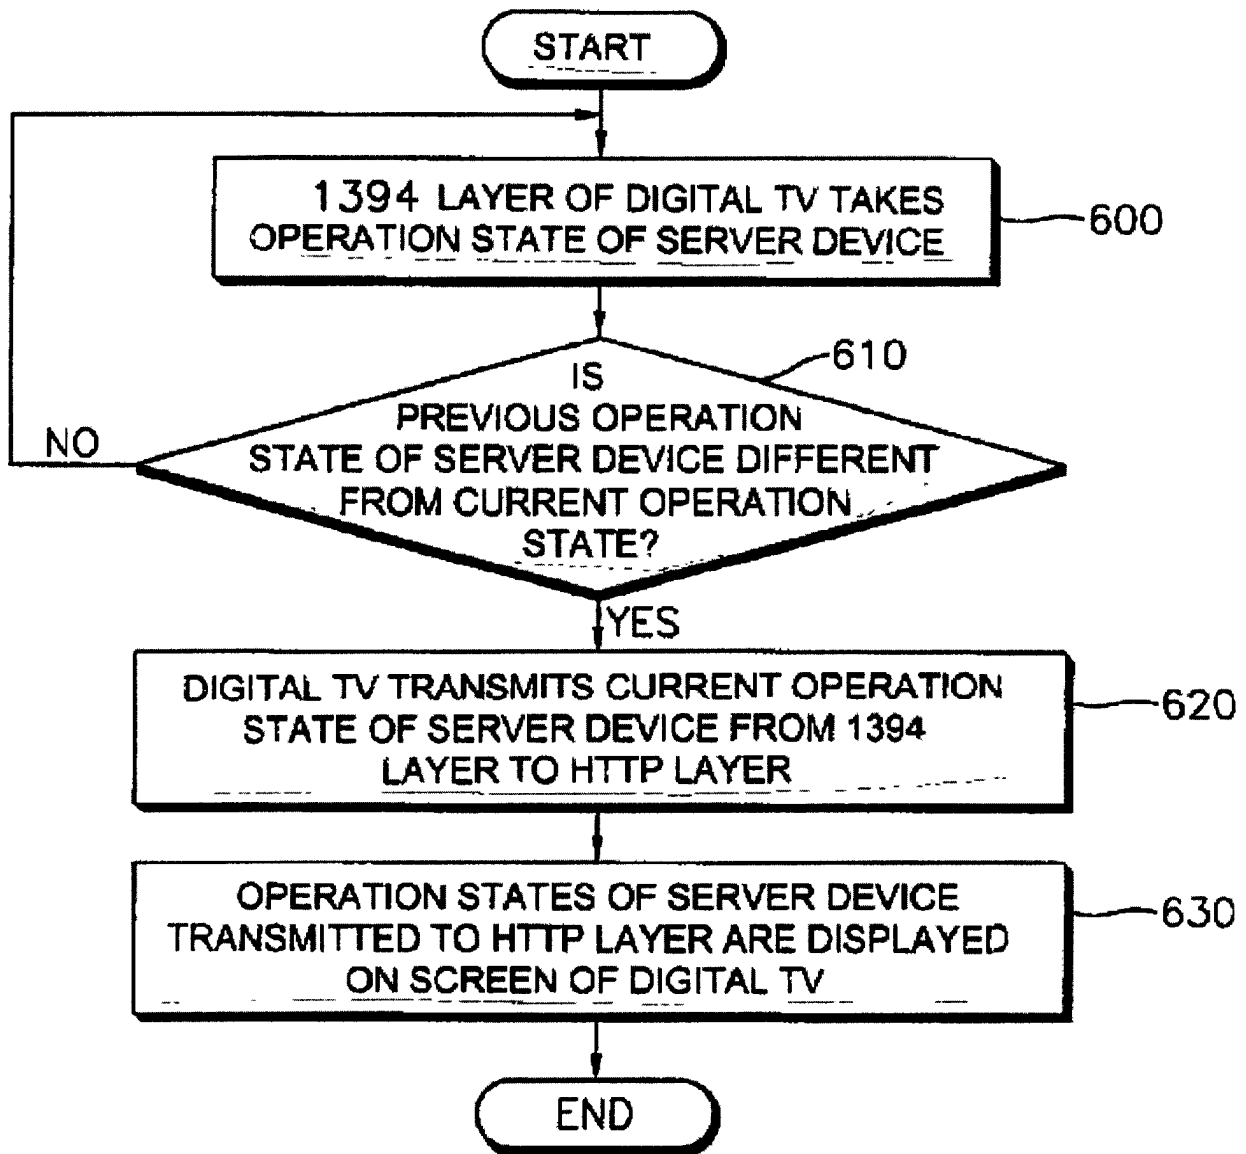 START
1394 LAYER OF DIGITAL TV TAKES
OPERATION STATE OF SERVER DEVICE
600
610
IS
PREVIOUS OPERATION
STATE OF SERVER DEVICE DIFFERENT
FROM CURRENT OPERATION
STATE?
NO
YES
DIGITAL TV TRANSMITS CURRENT OPERATION
STATE OF SERVER DEVICE FROM 1394
LAYER TO HTTP LAYER
620
OPERATION STATES OF SERVER DEVICE
TRANSMITTED TO HTTP LAYER ARE DISPLAYED
ON SCREEN OF DIGITAL TV
630
END